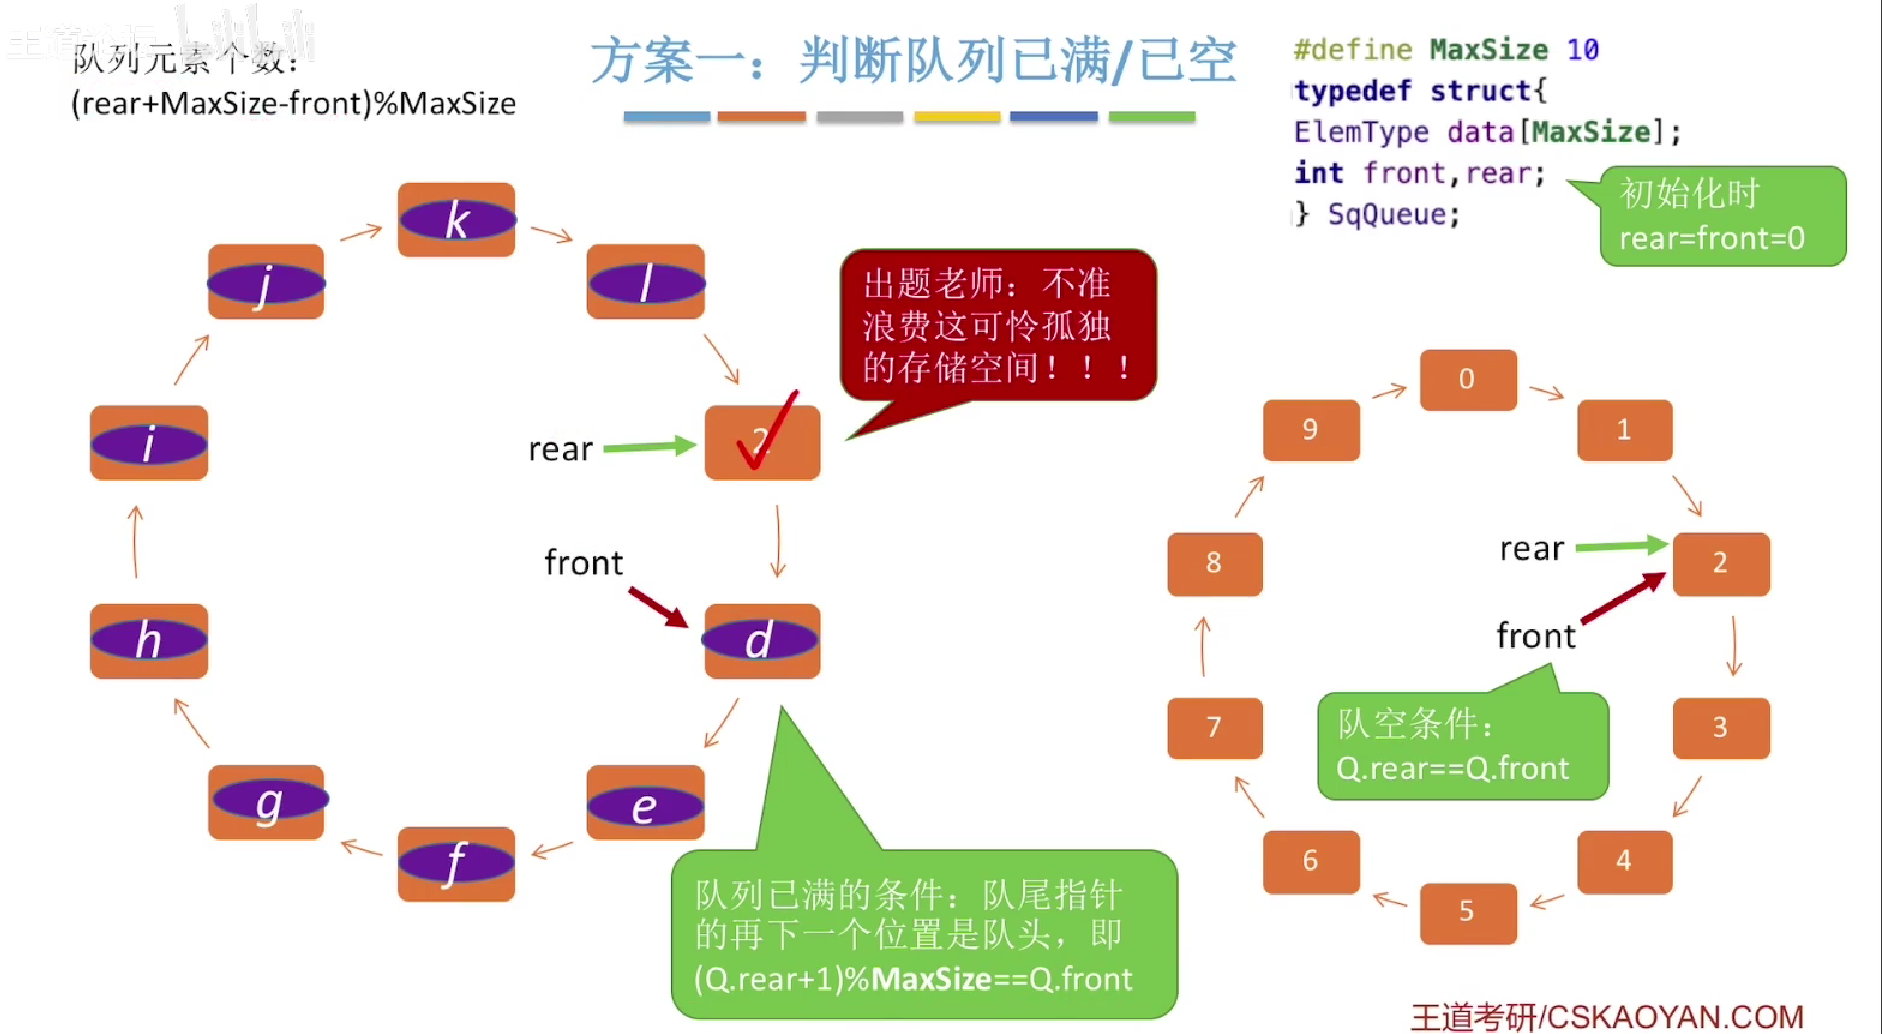 王道论坛
队列元素个数：
(rear+MaxSize-front)%MaxSize
方案一：判断队列已满/已空
#define MaxSize 10
typedef struct{
ElemType data[MaxSize];
int front,rear;
} SqQueue;
初始化时
rear=front=0
k
j
l
i
2
rear
front
h
d
g
e
f
出题老师：不准
浪费这可怜孤独
的存储空间！！！
队列已满的条件：队尾指针
的再下一个位置是队头，即
(Q.rear+1)%MaxSize==Q.front
0
9
1
8
rear
2
front
7
3
6
4
5
队空条件：
Q.rear==Q.front
王道考研/CSKAOYAN.COM